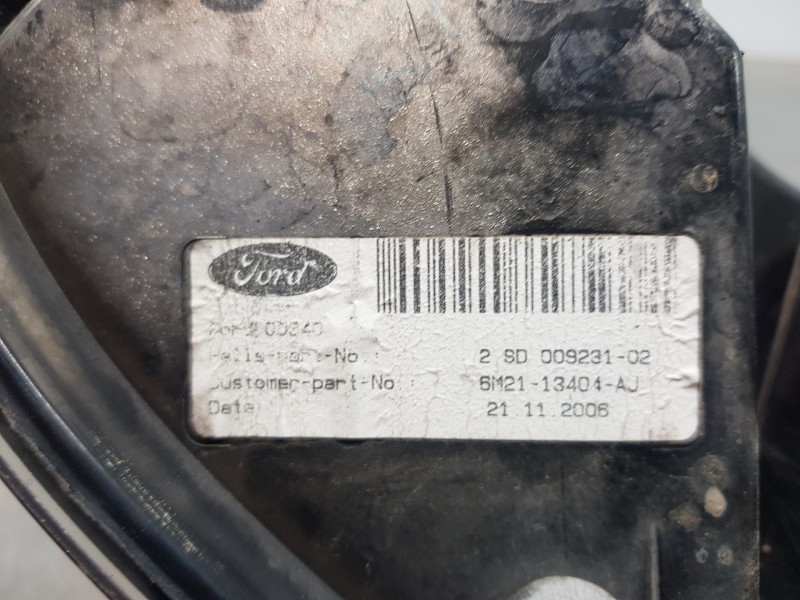 Ford
Hella-part-No.: 2 SD 009231-02
Customer-part-No.: 6M21-13404-AJ
Date 21.11.2006